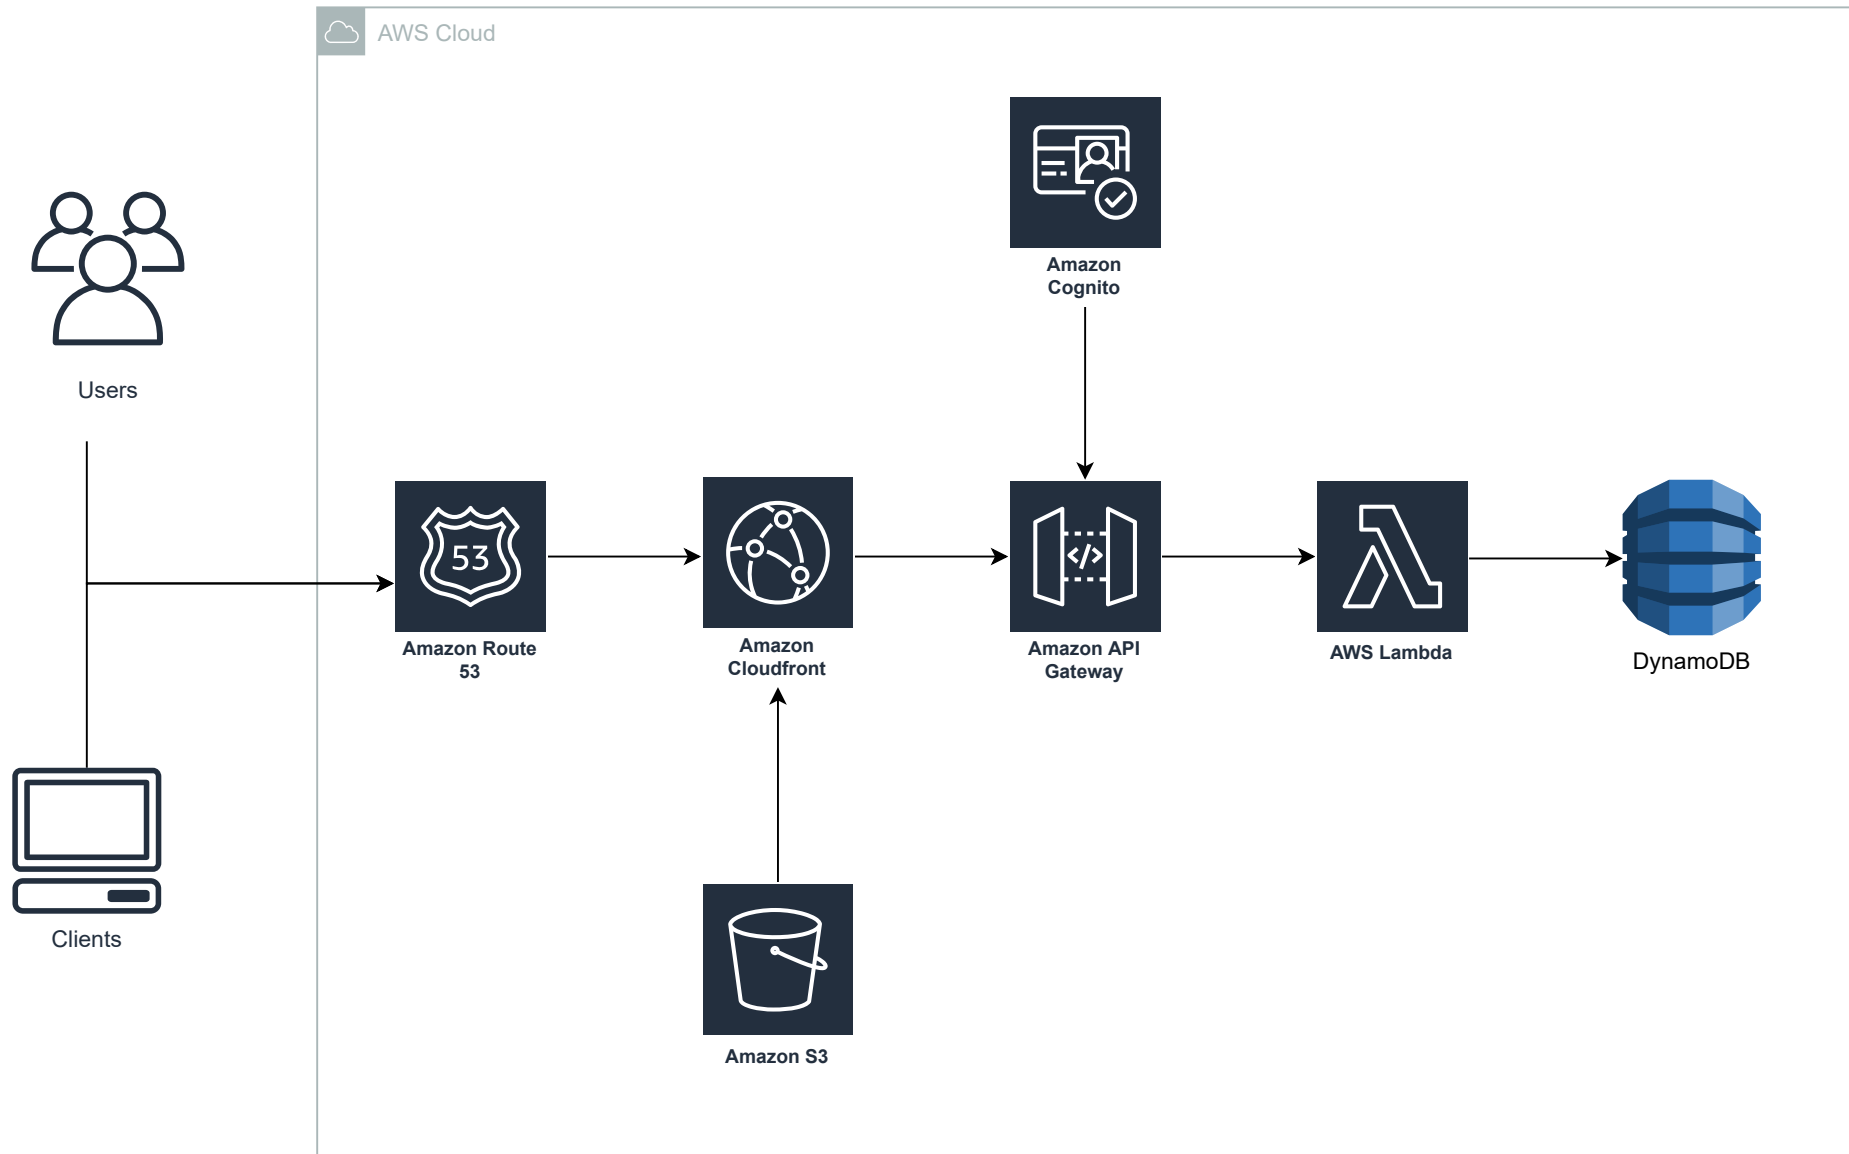 AWS Cloud
Amazon
Cognito
Users
53
</>
Amazon Route
53
Amazon
Cloudfront
Amazon API
Gateway
AWS Lambda
DynamoDB
Clients
Amazon S3